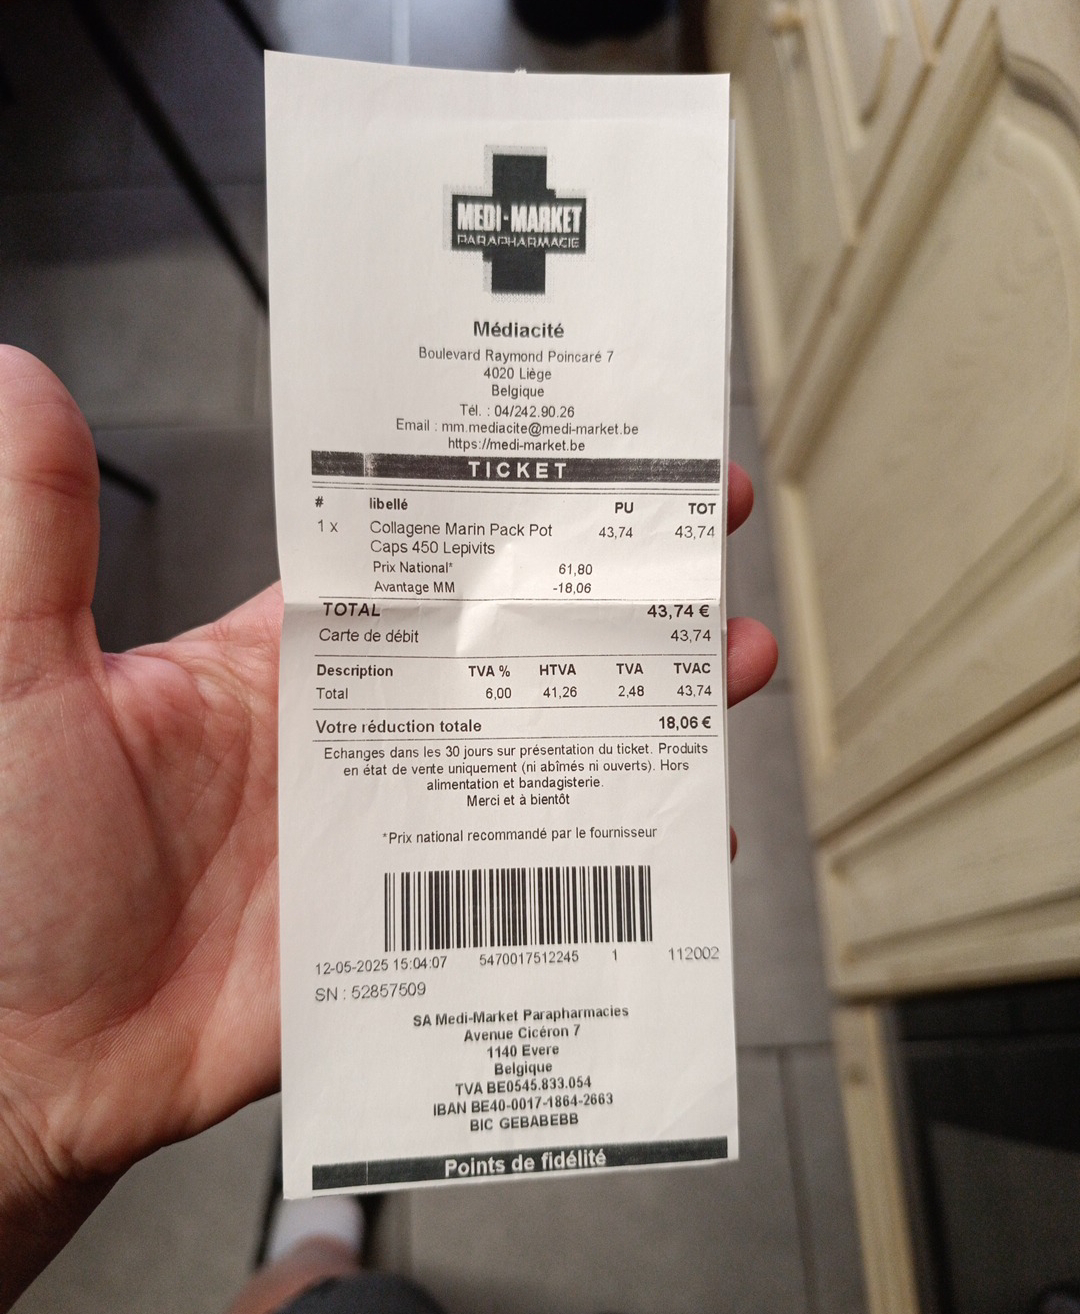 MEDI-MARKET
PARAPHARMACIE
Médiacité
Boulevard Raymond Poincaré 7
4020 Liège
Belgique
Tél. : 04/242.90.26
Email : mm.mediacite@medi-market.be
https://medi-market.be
TICKET
# libellé PU TOT
1 x Collagene Marin Pack Pot 43,74 43,74
Caps 450 Lepivits
Prix National* 61,80
Avantage MM -18,06
TOTAL 43,74 €
Carte de débit 43,74
Description TVA % HTVA TVA TVAC
Total 6,00 41,26 2,48 43,74
Votre réduction totale 18,06 €
Echanges dans les 30 jours sur présentation du ticket. Produits
en état de vente uniquement (ni abîmés ni ouverts). Hors
alimentation et bandagisterie.
Merci et à bientôt
*Prix national recommandé par le fournisseur
12-05-2025 15:04:07 5470017512245 1 112002
SN : 52857509
SA Medi-Market Parapharmacies
Avenue Cicéron 7
1140 Evere
Belgique
TVA BE0545.833.054
IBAN BE40-0017-1864-2663
BIC GEBABEBB
Points de fidélité